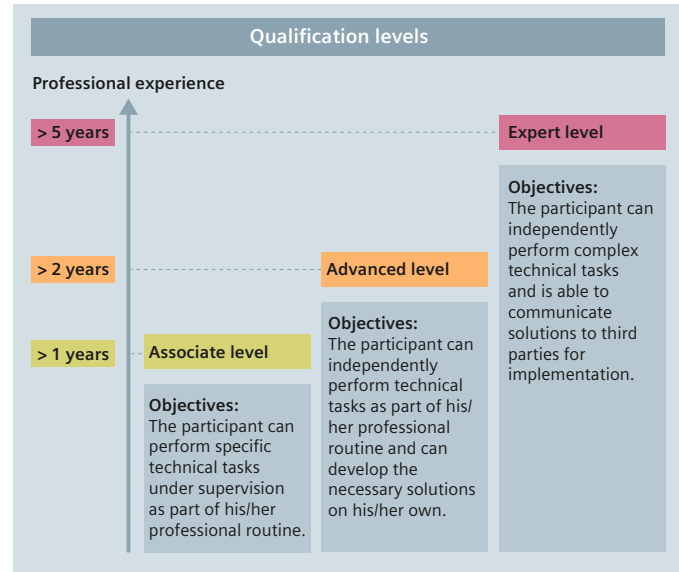 Qualification levels
Professional experience
> 5 years
Expert level
Objectives:
The participant can
independently
perform complex
technical tasks
and is able to
communicate
solutions to third
parties for
implementation.
> 2 years
Advanced level
Objectives:
The participant can
independently
perform technical
tasks as part of his/
her professional
routine and can
develop the
necessary solutions
on his/her own.
> 1 years
Associate level
Objectives:
The participant can
perform specific
technical tasks
under supervision
as part of his/her
professional routine.